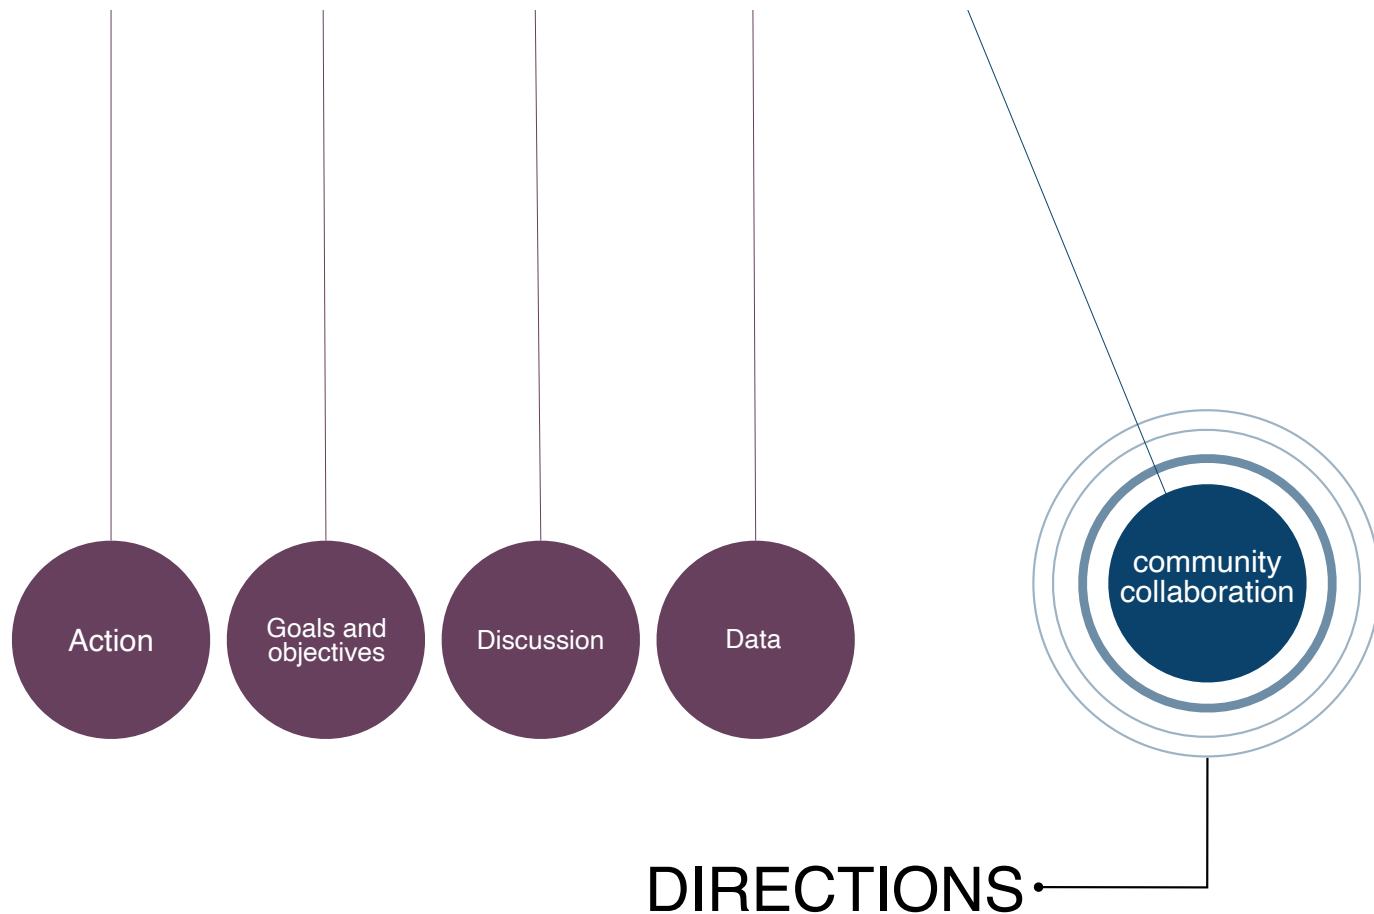 Action
Goals and
objectives
Discussion
Data
community
collaboration
DIRECTIONS